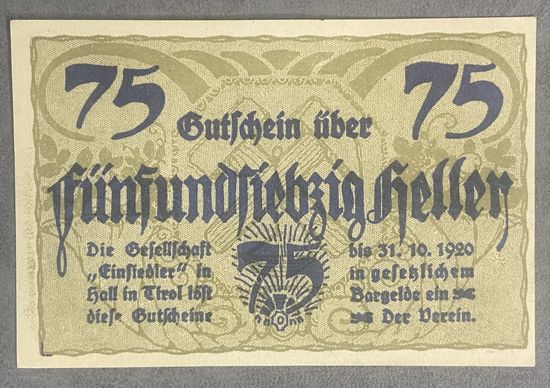 75 75
Gutschein über
Fünfundsiebzig Heller
Die Gesellschaft
„Einsiedler“ in
Hall in Tirol löst
diese Gutscheine
75
bis 31. 10. 1920
in gesetzlichem
Bargelde ein
Der Verein.